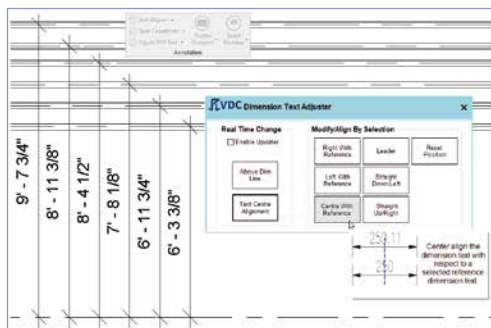 Annotation
VDC Dimension Text Adjuster
Real Time Change
Enable Updater
Above Dim
Line
Text Centre
Alignment
Modify/Align By Selection
Right With
Reference
Leader
Reset
Position
Left With
Reference
Straight
Down/Left
Centre With
Reference
Straight
Up/Right
250
Center align the
dimension text with
respect to a
selected reference
dimension text
9' - 7 3/4"
8' - 11 3/8"
8' - 4 1/2"
7' - 8 1/8"
6' - 11 3/4"
6' - 3 3/8"